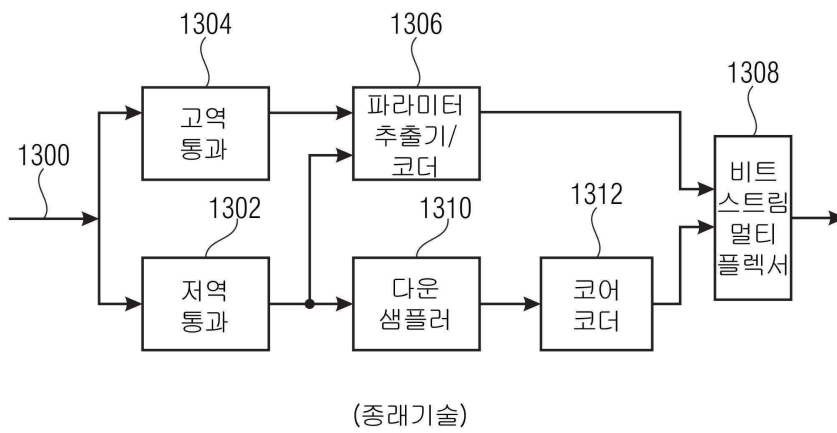 1304
고역
통과
1306
파라미터
추출기/
코더
1308
비트
스트림
멀티
플렉서
1300
1302
저역
통과
1310
다운
샘플러
1312
코어
코더
(종래기술)